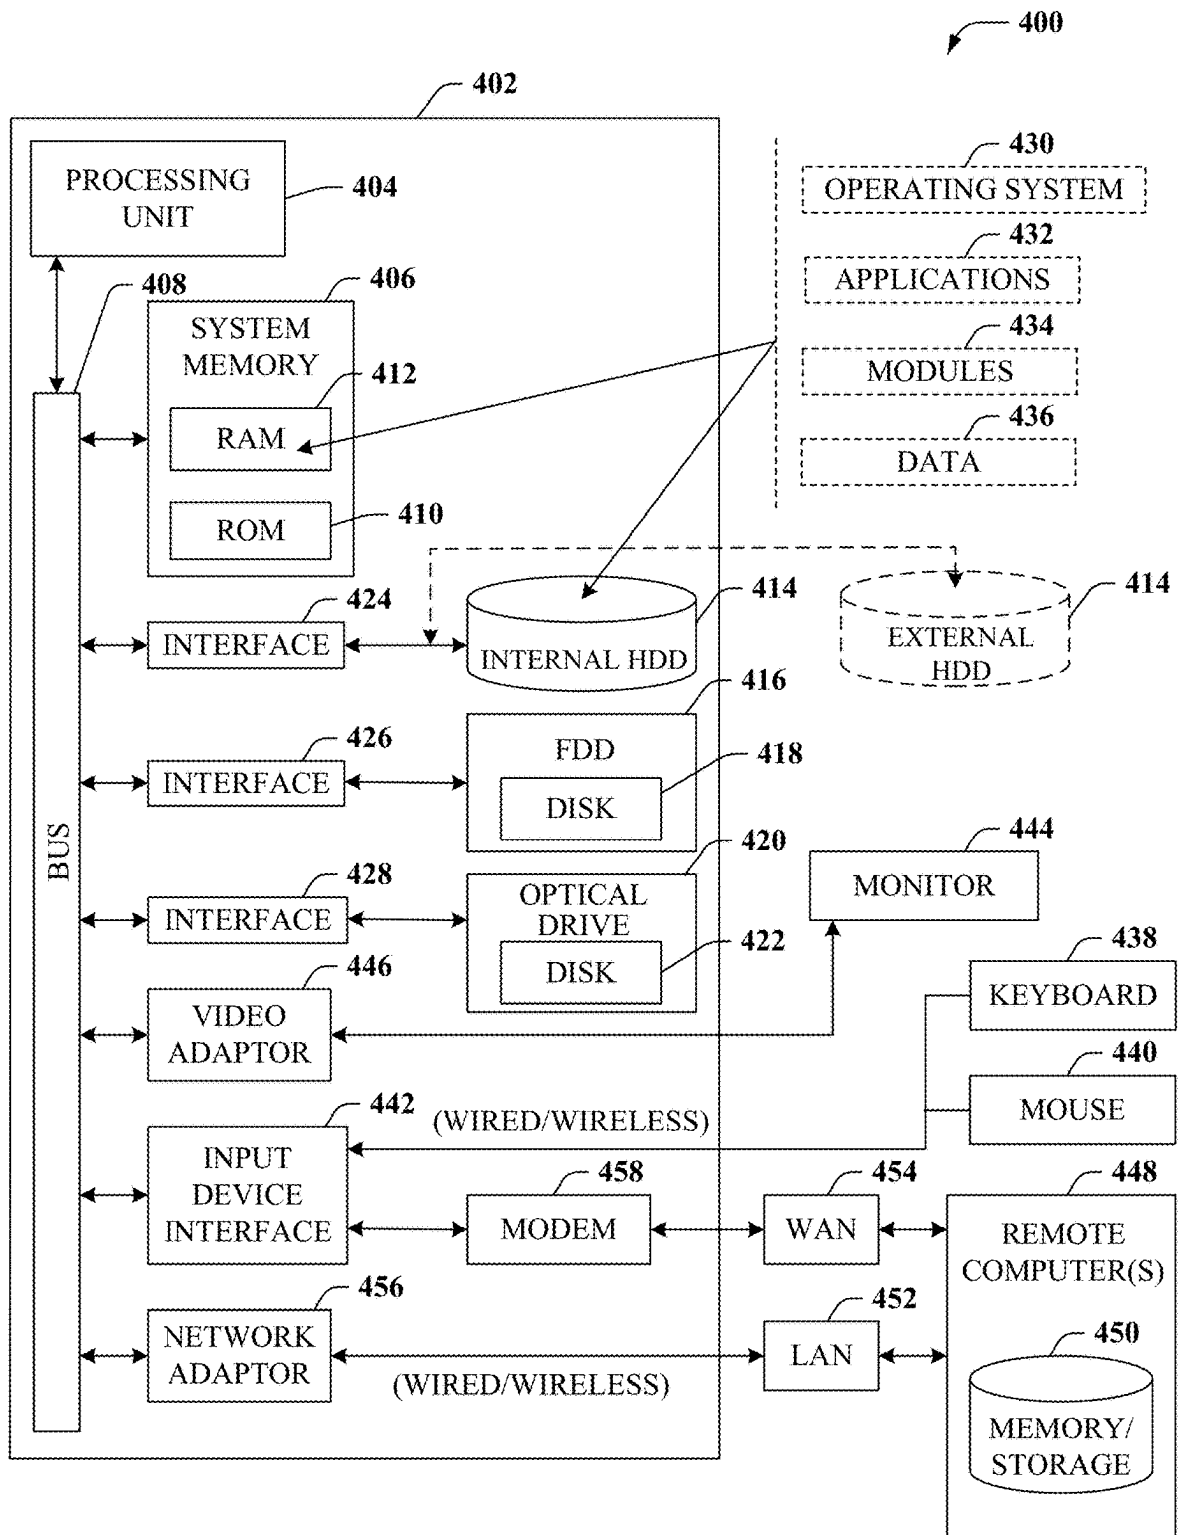 400
402
PROCESSING
UNIT
404
430
OPERATING SYSTEM
432
APPLICATIONS
434
MODULES
436
DATA
408
406
SYSTEM
MEMORY
412
RAM
410
ROM
424
INTERFACE
414
INTERNAL HDD
414
EXTERNAL
HDD
426
INTERFACE
416
FDD
418
DISK
BUS
428
INTERFACE
420
OPTICAL
DRIVE
422
DISK
444
MONITOR
446
VIDEO
ADAPTOR
438
KEYBOARD
440
MOUSE
442
INPUT
DEVICE
INTERFACE
(WIRED/WIRELESS)
458
MODEM
454
WAN
448
REMOTE
COMPUTER(S)
456
NETWORK
ADAPTOR
(WIRED/WIRELESS)
452
LAN
450
MEMORY/
STORAGE